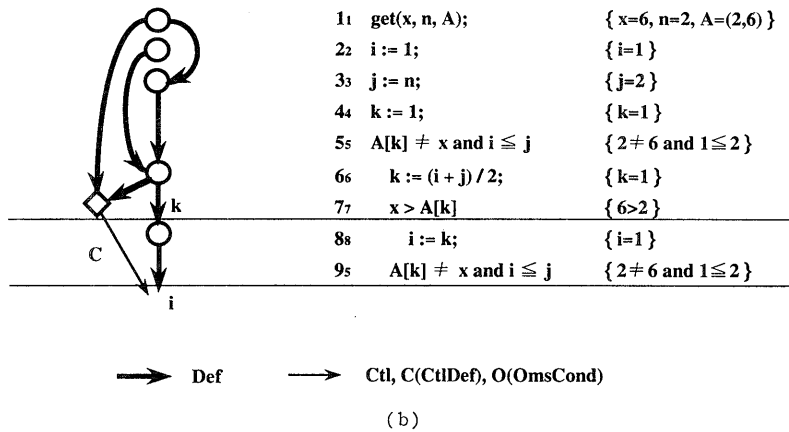 1₁ get(x, n, A); { x=6, n=2, A=(2,6) }
2₂ i := 1; { i=1 }
3₃ j := n; { j=2 }
4₄ k := 1; { k=1 }
5₅ A[k] ≠ x and i ≦ j { 2≠6 and 1≦2 }
6₆ k := (i + j) / 2; { k=1 }
k 7₇ x > A[k] { 6>2 }
C 8₈ i := k; { i=1 }
9₅ A[k] ≠ x and i ≦ j { 2≠6 and 1≦2 }
i
Def Ctl, C(CtlDef), O(OmsCond)
(b)